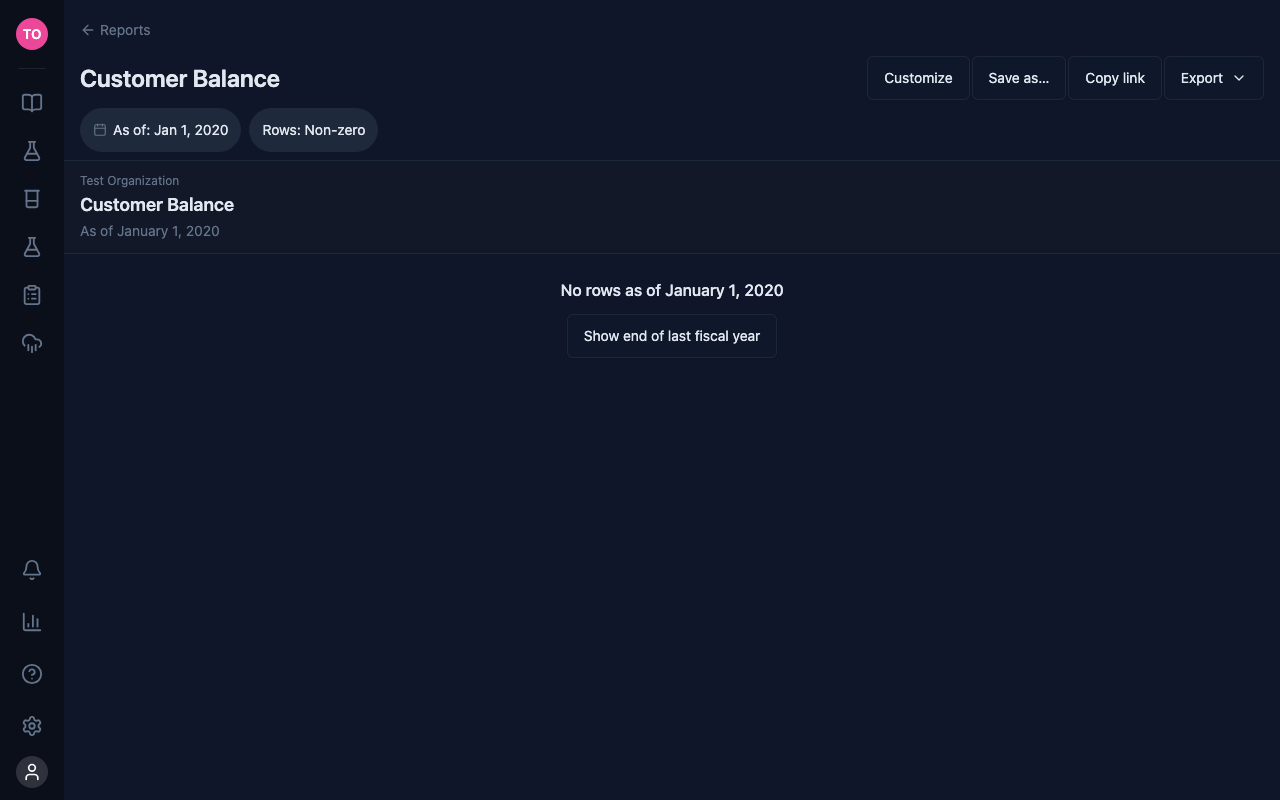 TO
Reports
Customer Balance
Customize
Save as...
Copy link
Export
As of: Jan 1, 2020
Rows: Non-zero
Test Organization
Customer Balance
As of January 1, 2020
No rows as of January 1, 2020
Show end of last fiscal year